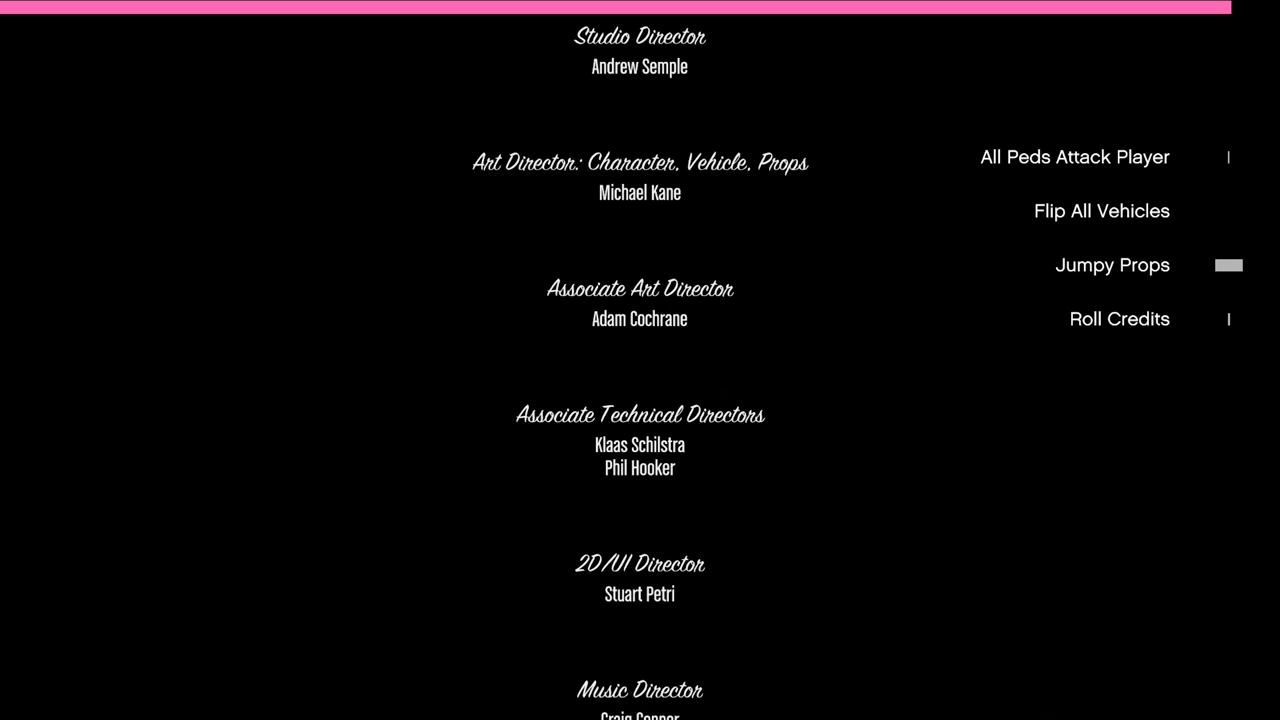 Studio Director
Andrew Semple
Art Director: Character, Vehicle, Props
Michael Kane
Associate Art Director
Adam Cochrane
Associate Technical Directors
Klaas Schilstra
Phil Hooker
2D/UI Director
Stuart Petri
Music Director
Craig Conner
All Peds Attack Player
Flip All Vehicles
Jumpy Props
Roll Credits